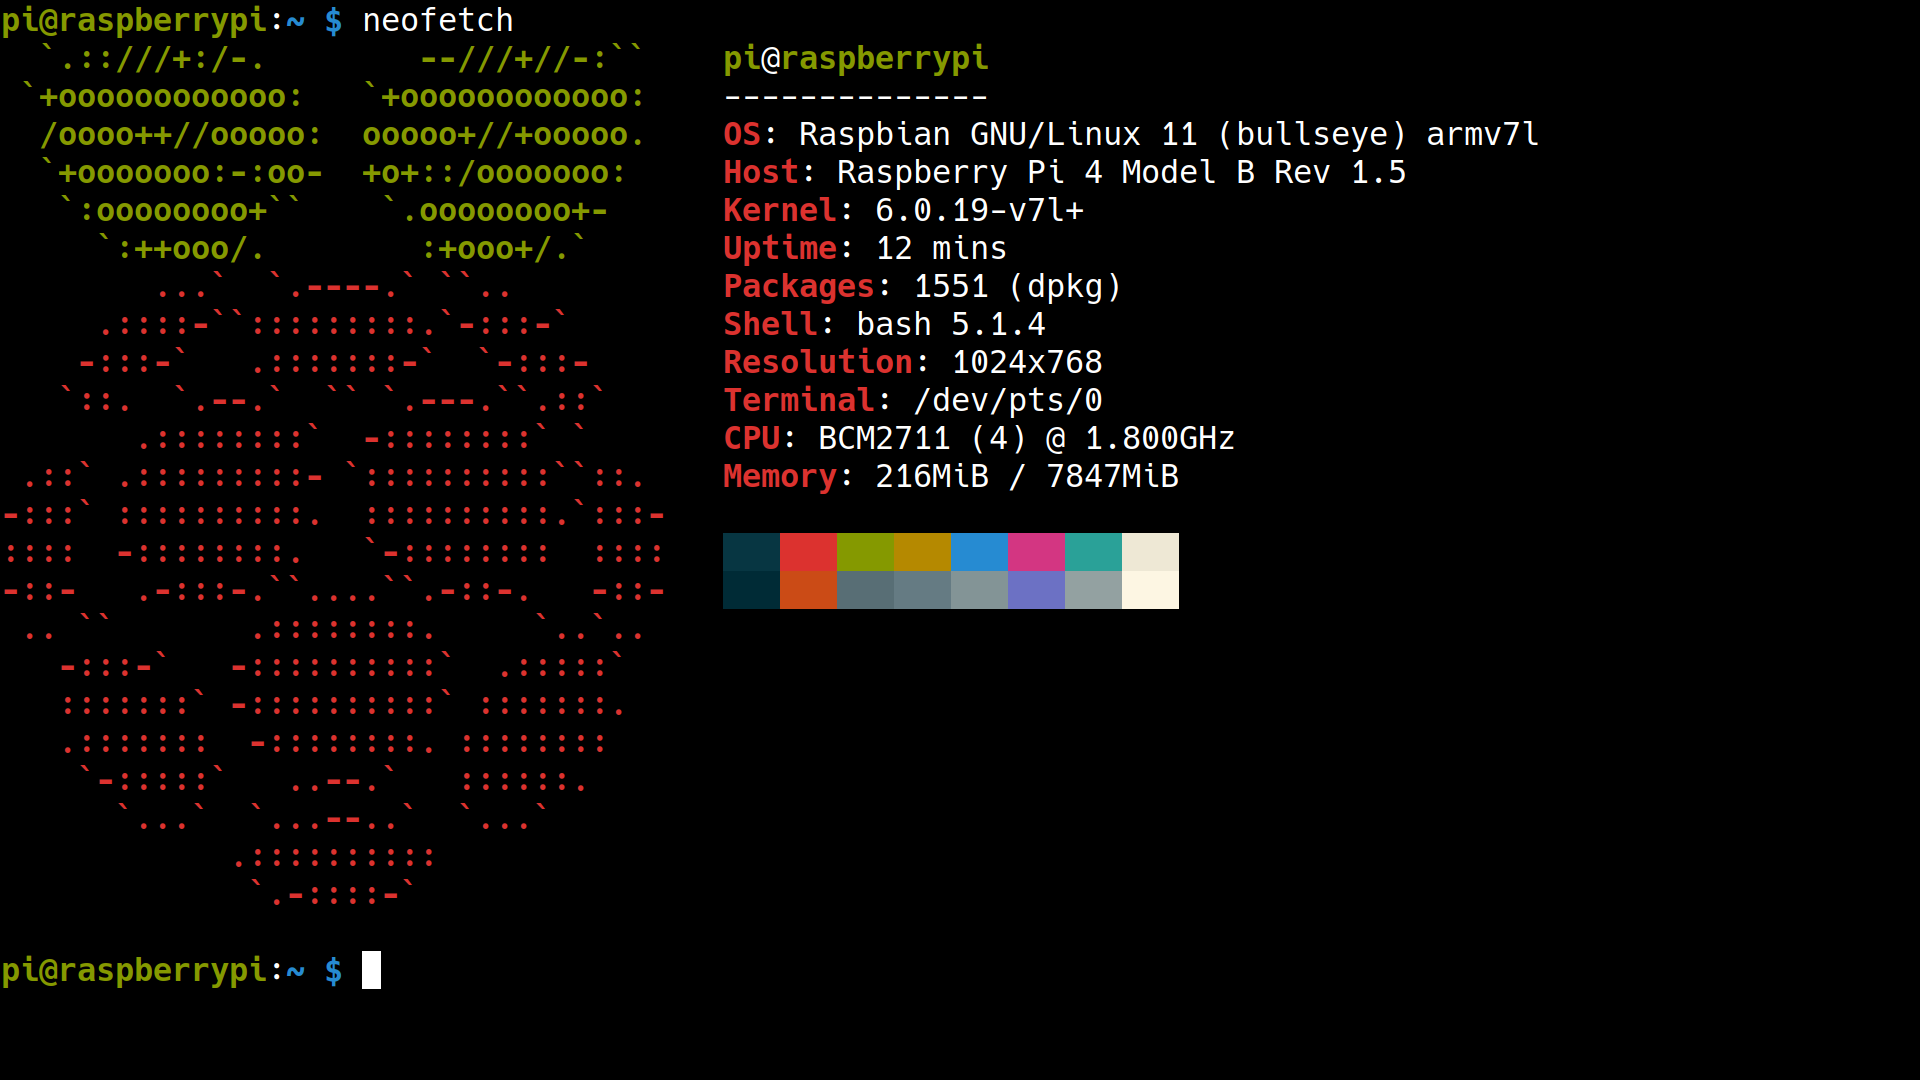 pi@raspberrypi:~ $ neofetch
pi@raspberrypi
--------------
OS: Raspbian GNU/Linux 11 (bullseye) armv7l
Host: Raspberry Pi 4 Model B Rev 1.5
Kernel: 6.0.19-v7l+
Uptime: 12 mins
Packages: 1551 (dpkg)
Shell: bash 5.1.4
Resolution: 1024x768
Terminal: /dev/pts/0
CPU: BCM2711 (4) @ 1.800GHz
Memory: 216MiB / 7847MiB
pi@raspberrypi:~ $